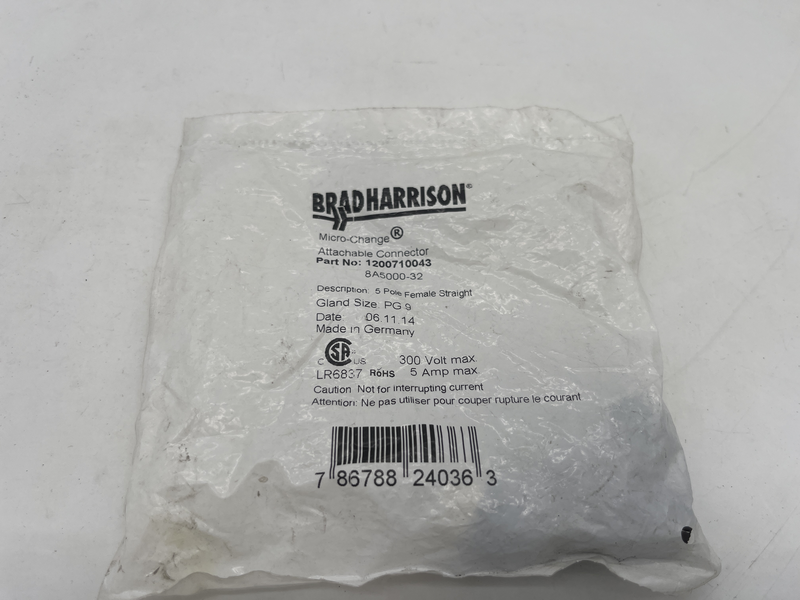 BRADHARRISON®
Micro-Change®
Attachable Connector
Part No: 1200710043
8A5000-32
Description: 5 Pole Female Straight
Gland Size: PG 9
Date: 06.11.14
Made in Germany
C US 300 Volt max.
LR6837 RoHS 5 Amp max.
Caution: Not for interrupting current
Attention: Ne pas utiliser pour couper rupture le courant
7 86788 24036 3